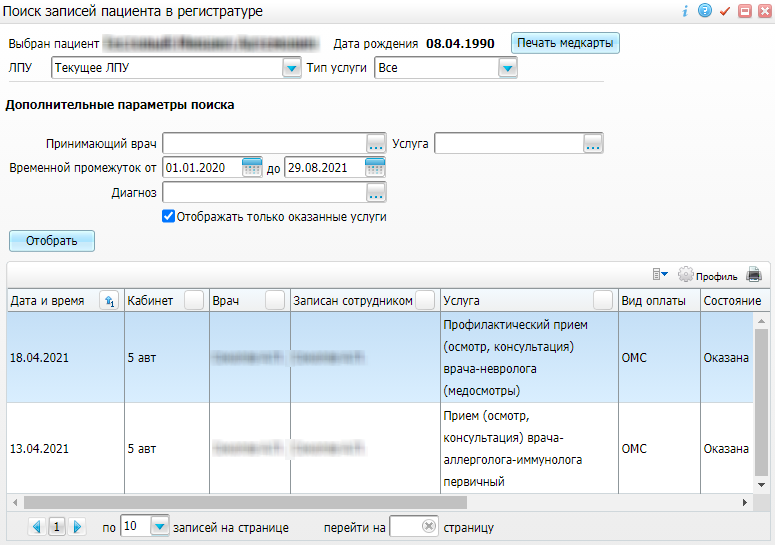 Поиск записей пациента в регистратуре
Выбран пациент Дата рождения 08.04.1990 Печать медкарты
ЛПУ Текущее ЛПУ Тип услуги Все
Дополнительные параметры поиска
Принимающий врач ... Услуга ...
Временной промежуток от 01.01.2020 до 29.08.2021
Диагноз ...
Отображать только оказанные услуги
Отобрать
Профиль
Дата и время 1 Кабинет Врач Записан сотрудником Услуга Вид оплаты Состояние
Профилактический прием
(осмотр, консультация)
18.04.2021 5 авт врача-невролога ОМС Оказана
(медосмотры)
Прием (осмотр,
консультация) врача-
13.04.2021 5 авт аллерголога-иммунолога ОМС Оказана
первичный
1 по 10 записей на странице перейти на страницу